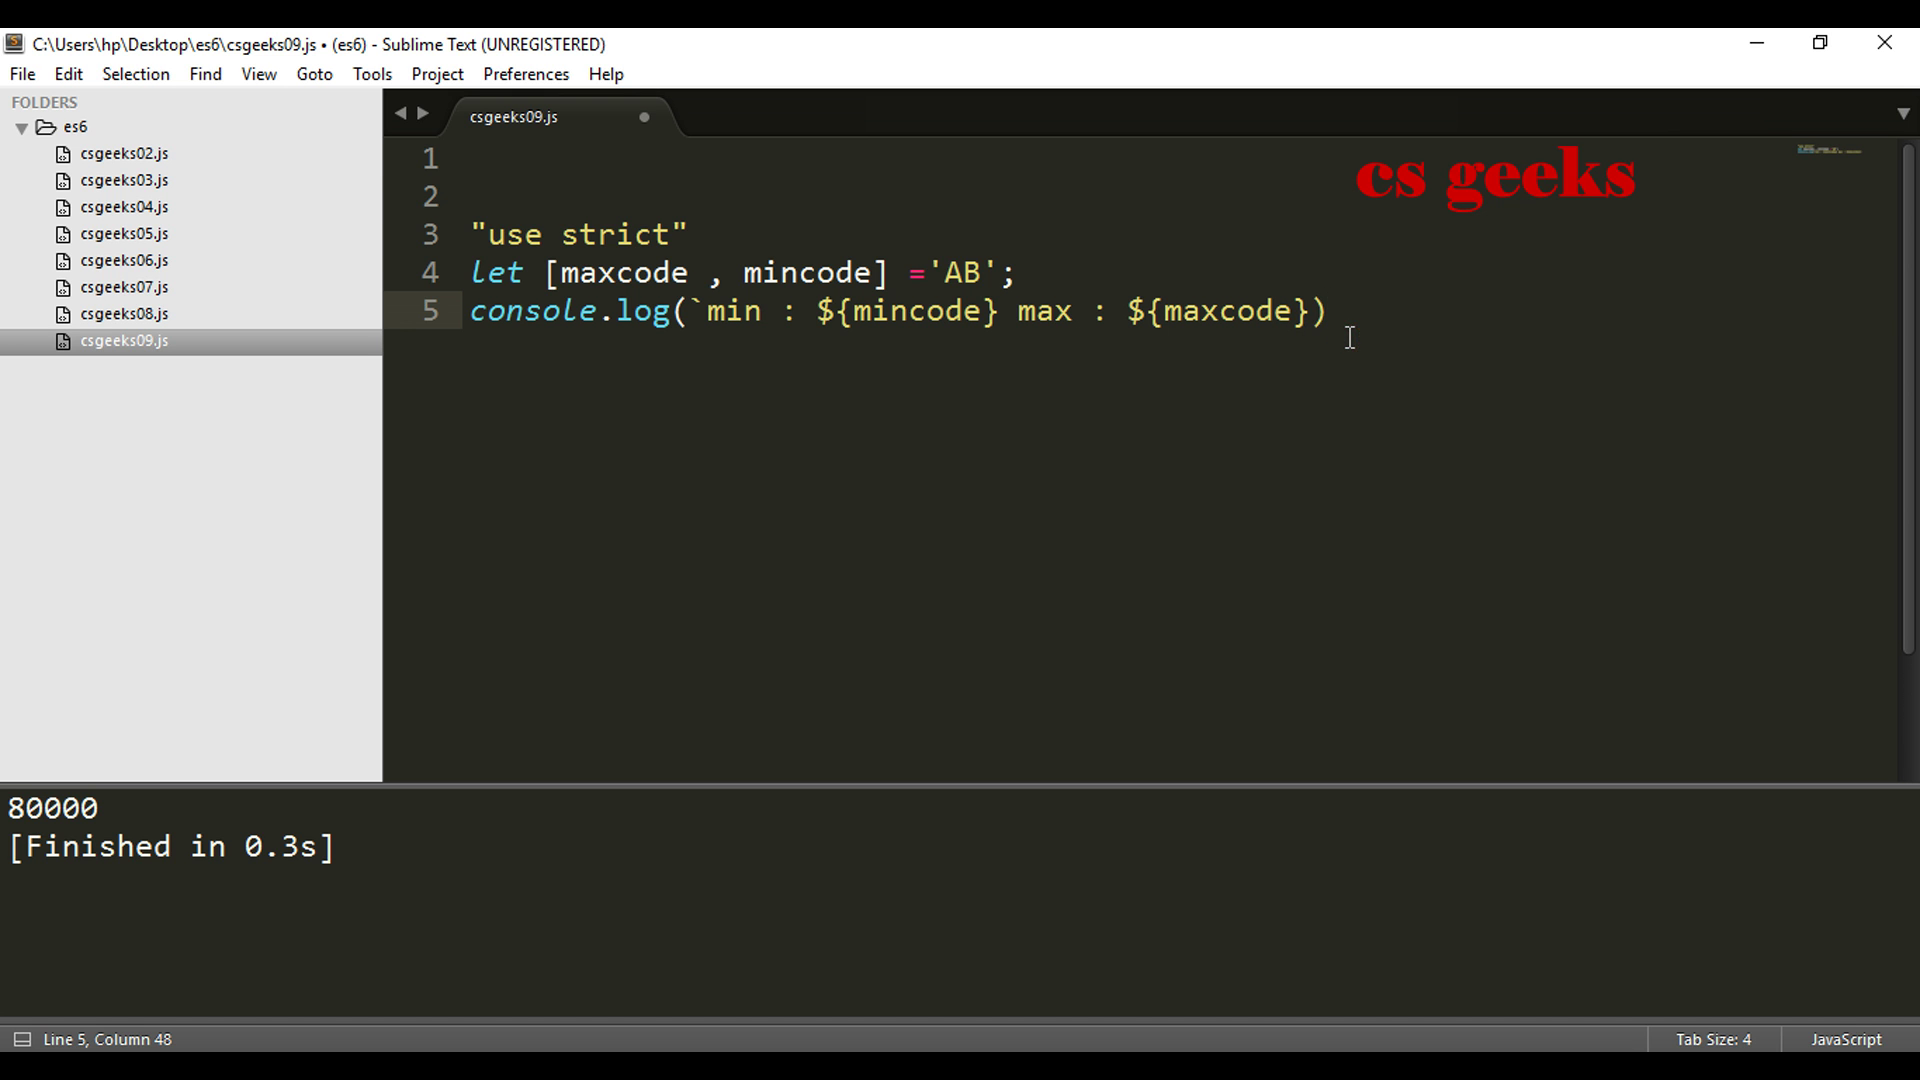 C:\Users\hp\Desktop\es6\csgeeks09.js • (es6) - Sublime Text (UNREGISTERED)
File Edit Selection Find View Goto Tools Project Preferences Help
FOLDERS
es6
csgeeks02.js
csgeeks03.js
csgeeks04.js
csgeeks05.js
csgeeks06.js
csgeeks07.js
csgeeks08.js
csgeeks09.js
csgeeks09.js
cs geeks
1
2
3 "use strict"
4 let [maxcode , mincode] ='AB';
5 console.log(`min : ${mincode} max : ${maxcode})
80000
[Finished in 0.3s]
Line 5, Column 48
Tab Size: 4
JavaScript